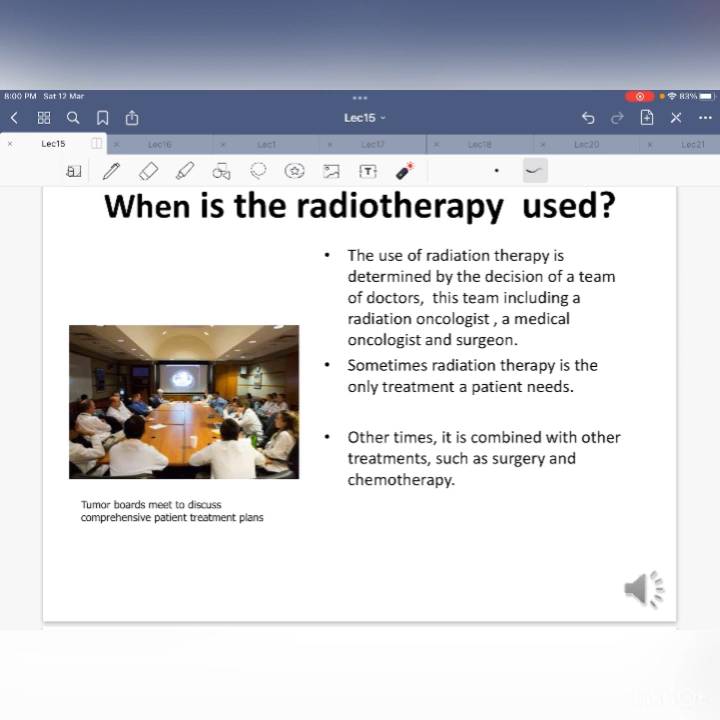 8:00 PM Sat 12 Mar
83%
Lec15
Lec15
Lec16
Lec1
Lec17
Lec18
Lec20
Lec21
When is the radiotherapy used?
• The use of radiation therapy is
determined by the decision of a team
of doctors, this team including a
radiation oncologist , a medical
oncologist and surgeon.
• Sometimes radiation therapy is the
only treatment a patient needs.
• Other times, it is combined with other
treatments, such as surgery and
chemotherapy.
Tumor boards meet to discuss
comprehensive patient treatment plans